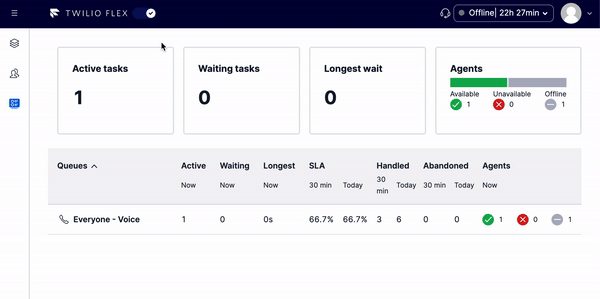 TWILIO FLEX
Offline| 22h 27min
Active tasks
1
Waiting tasks
0
Longest wait
0
Agents
Available Unavailable Offline
1 0 1
Queues Active Waiting Longest SLA Handled Abandoned Agents
Now Now Now 30 min Today 30 min Today 30 min Today Now
Everyone - Voice 1 0 0s 66.7% 66.7% 3 6 0 0 1 0 1